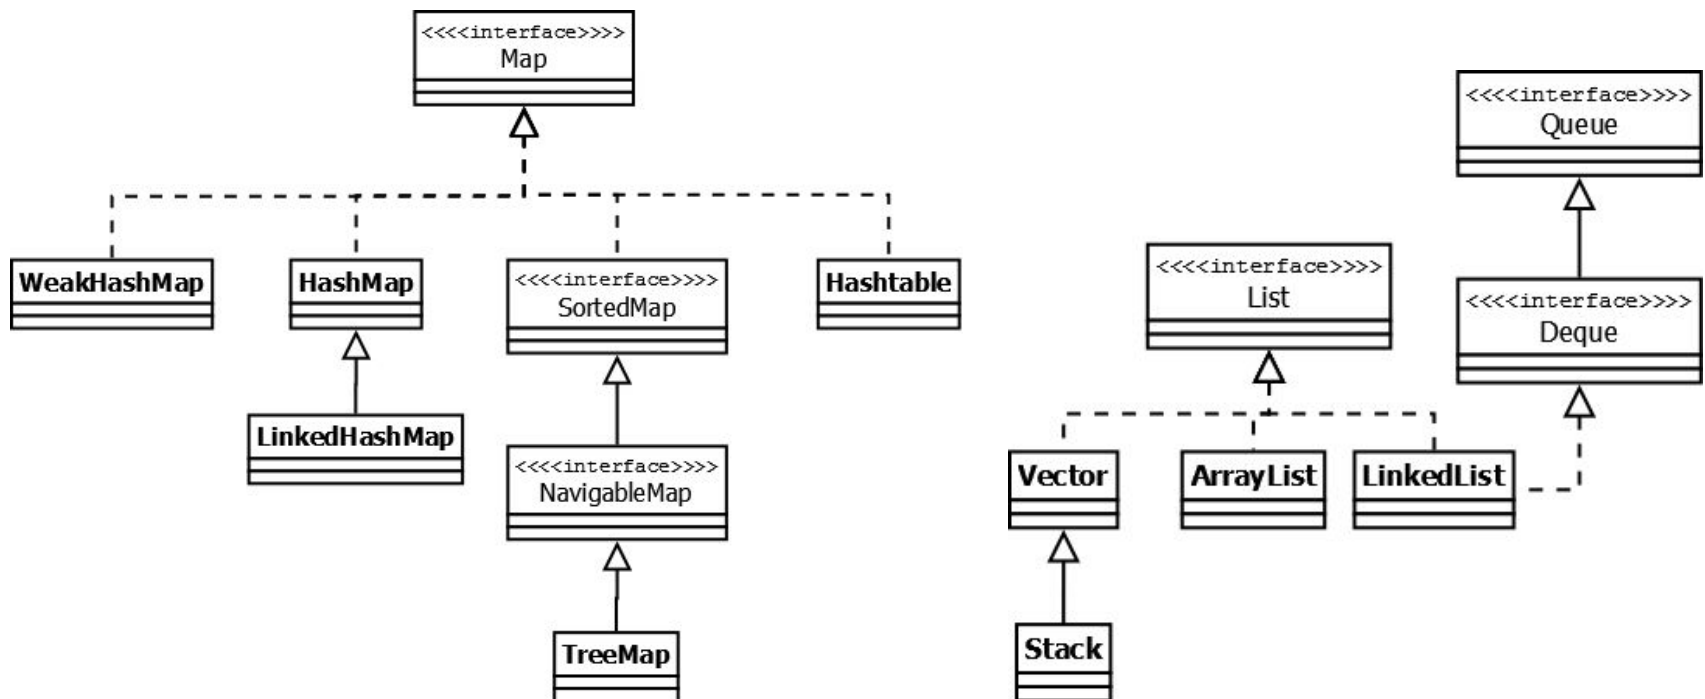 <<<<interface>>>>
Map
WeakHashMap
HashMap
<<<<interface>>>>
SortedMap
Hashtable
LinkedHashMap
<<<<interface>>>>
NavigableMap
TreeMap
<<<<interface>>>>
Queue
<<<<interface>>>>
List
<<<<interface>>>>
Deque
Vector
ArrayList
LinkedList
Stack